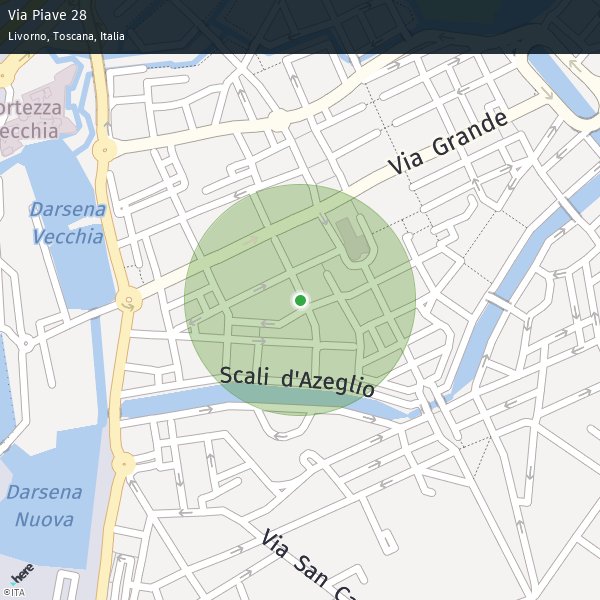 Via Piave 28
Livorno, Toscana, Italia
ortezza
ecchia
Via Grande
Darsena
Vecchia
Scali d'Azeglio
Darsena
Nuova
Via San Ca
here
©ITA